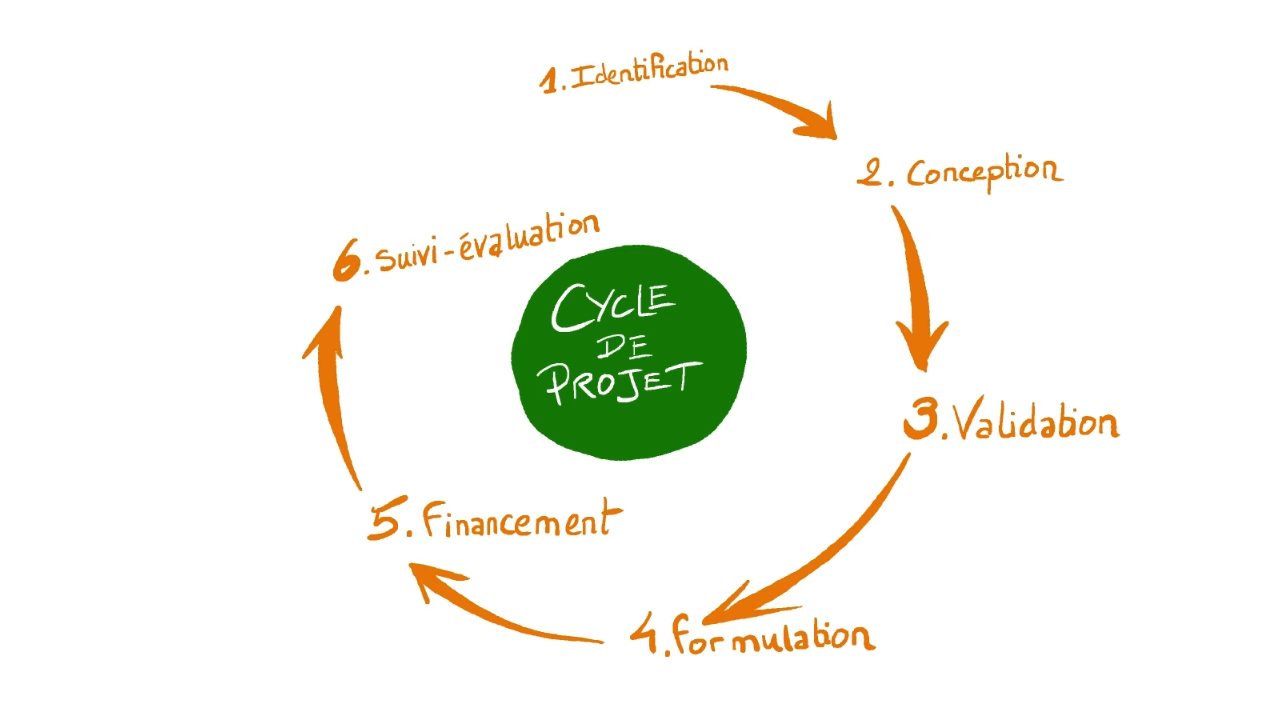 1. Identification
2. Conception
3. Validation
4. formulation
5. Financement
6. Suivi-évaluation
CYCLE
DE
PROJET